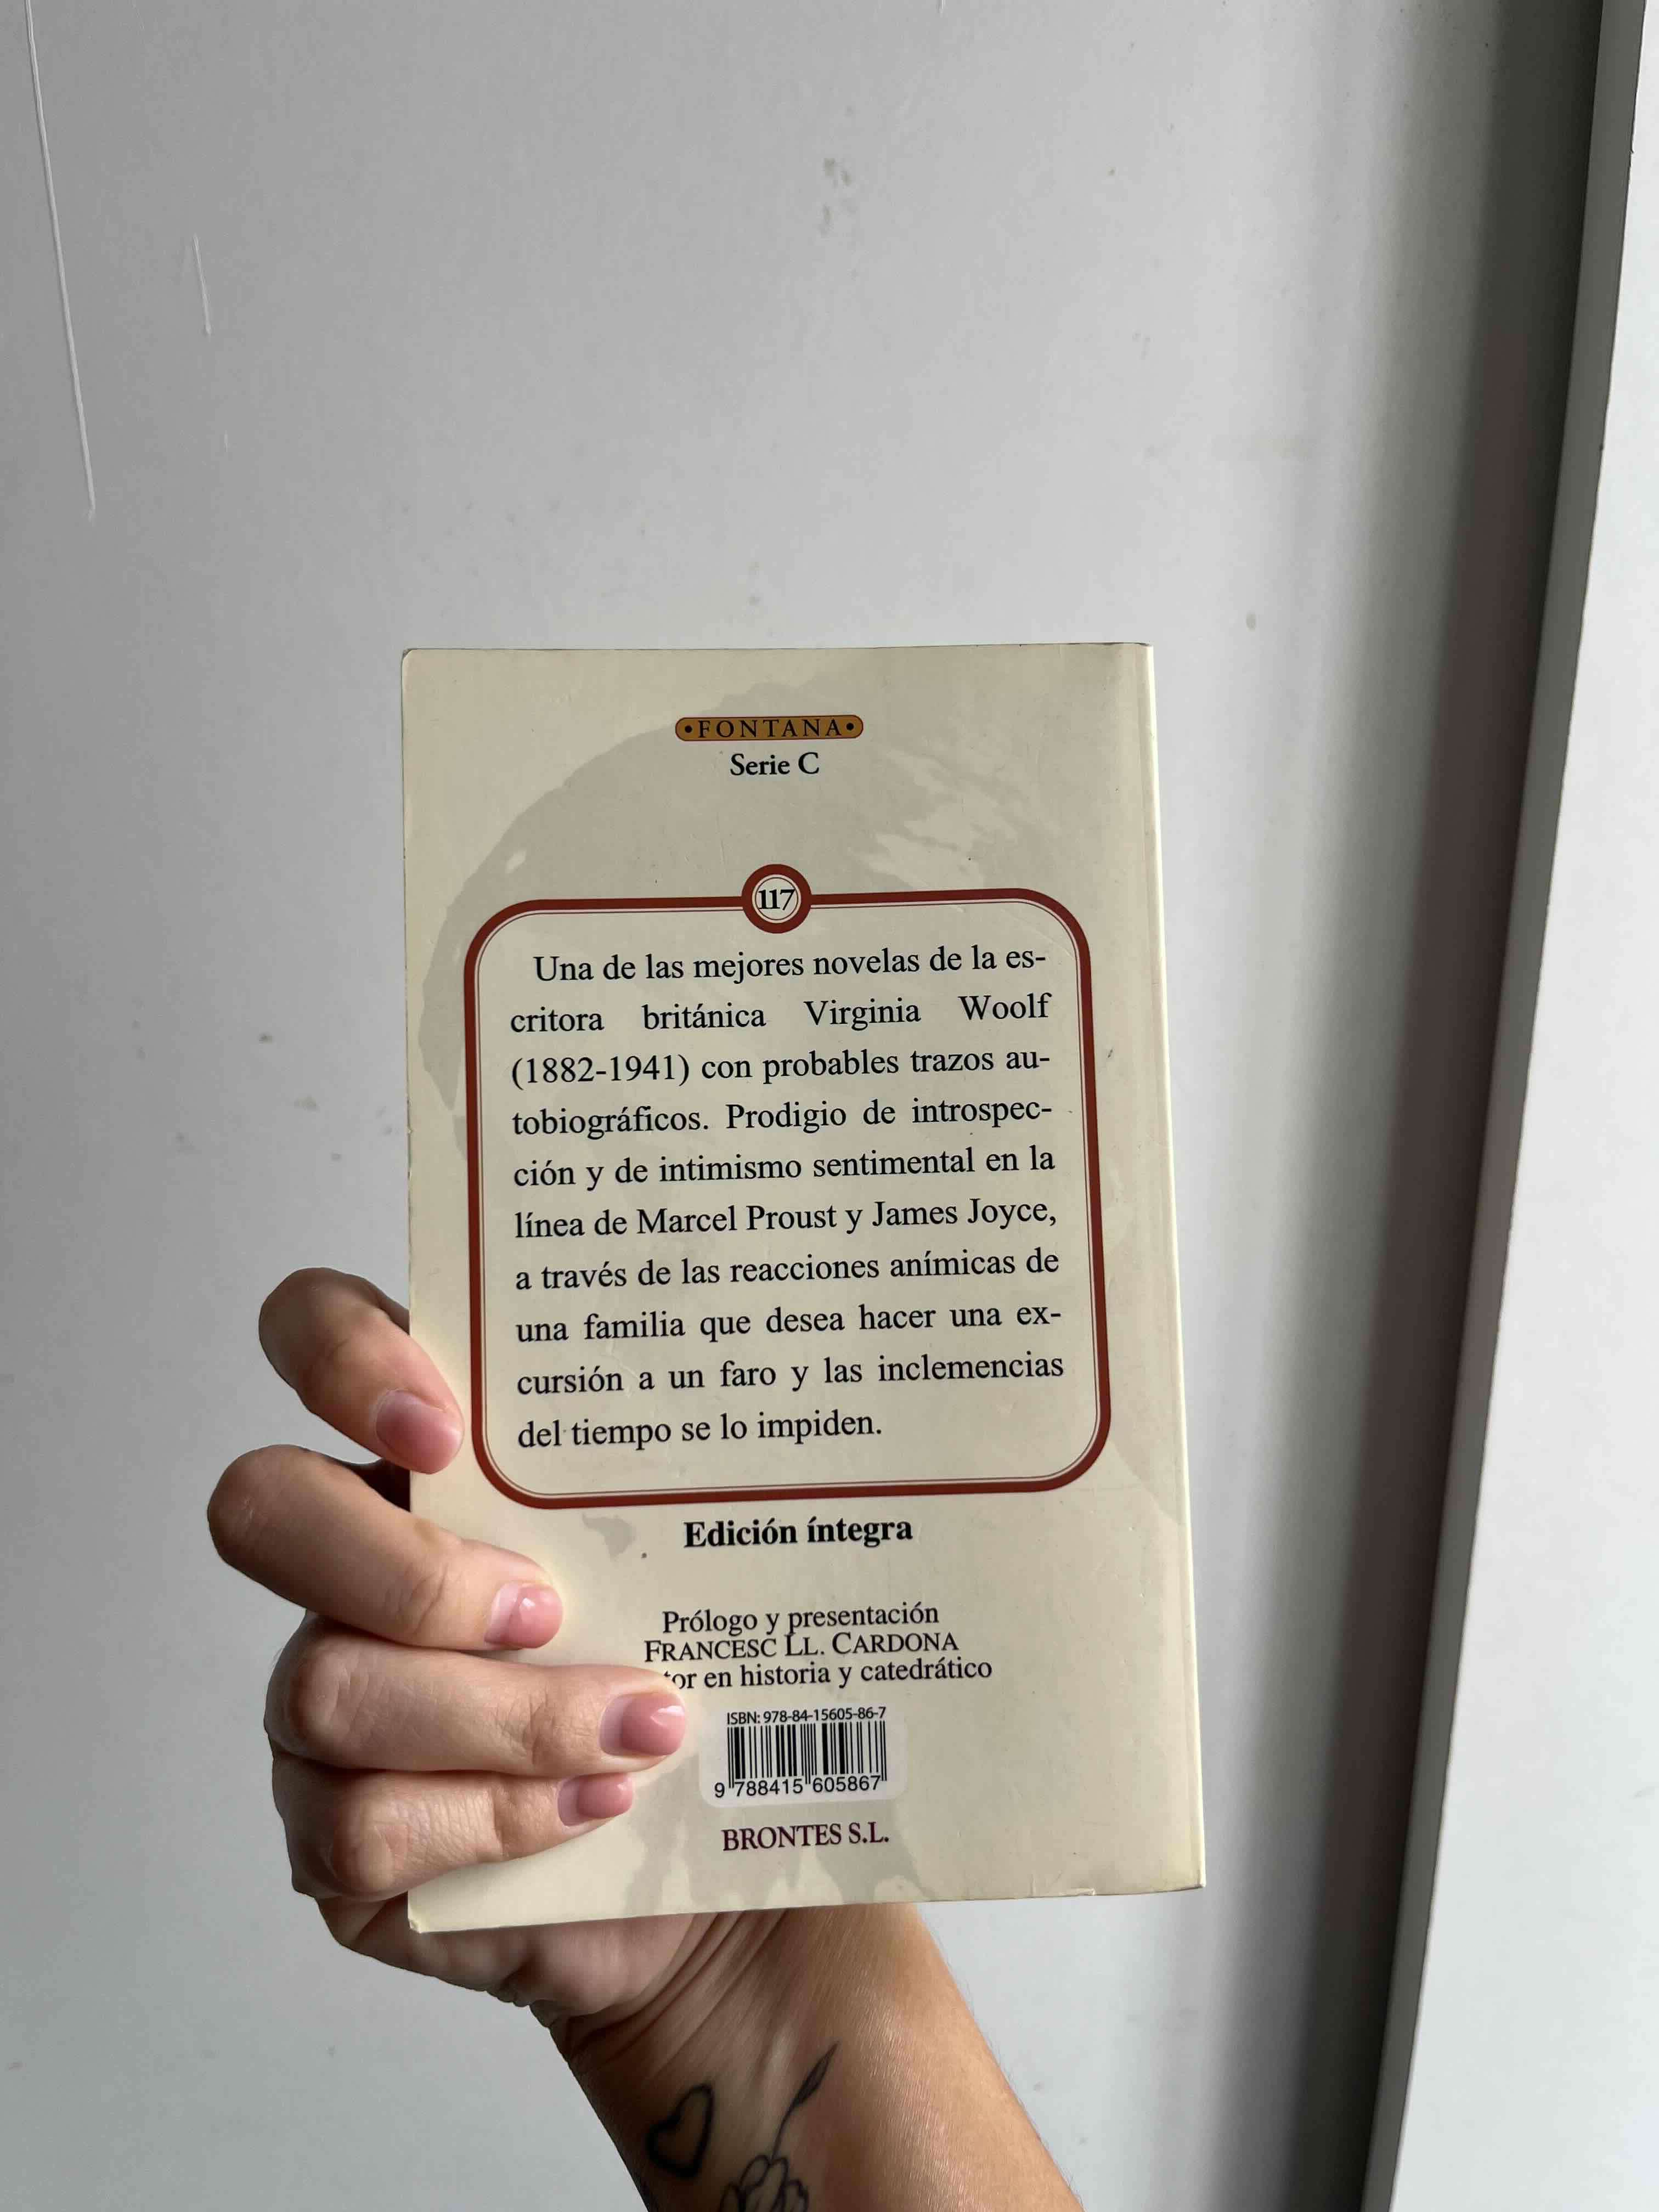 •FONTANA•
Serie C
117
Una de las mejores novelas de la es-
critora británica Virginia Woolf
(1882-1941) con probables trazos au-
tobiográficos. Prodigio de introspec-
ción y de intimismo sentimental en la
línea de Marcel Proust y James Joyce,
a través de las reacciones anímicas de
una familia que desea hacer una ex-
cursión a un faro y las inclemencias
del tiempo se lo impiden.
Edición íntegra
Prólogo y presentación
FRANCESC LL. CARDONA
en historia y catedrático
ISBN: 978-84-15605-86-7
9 788415 605867
BRONTES S.L.